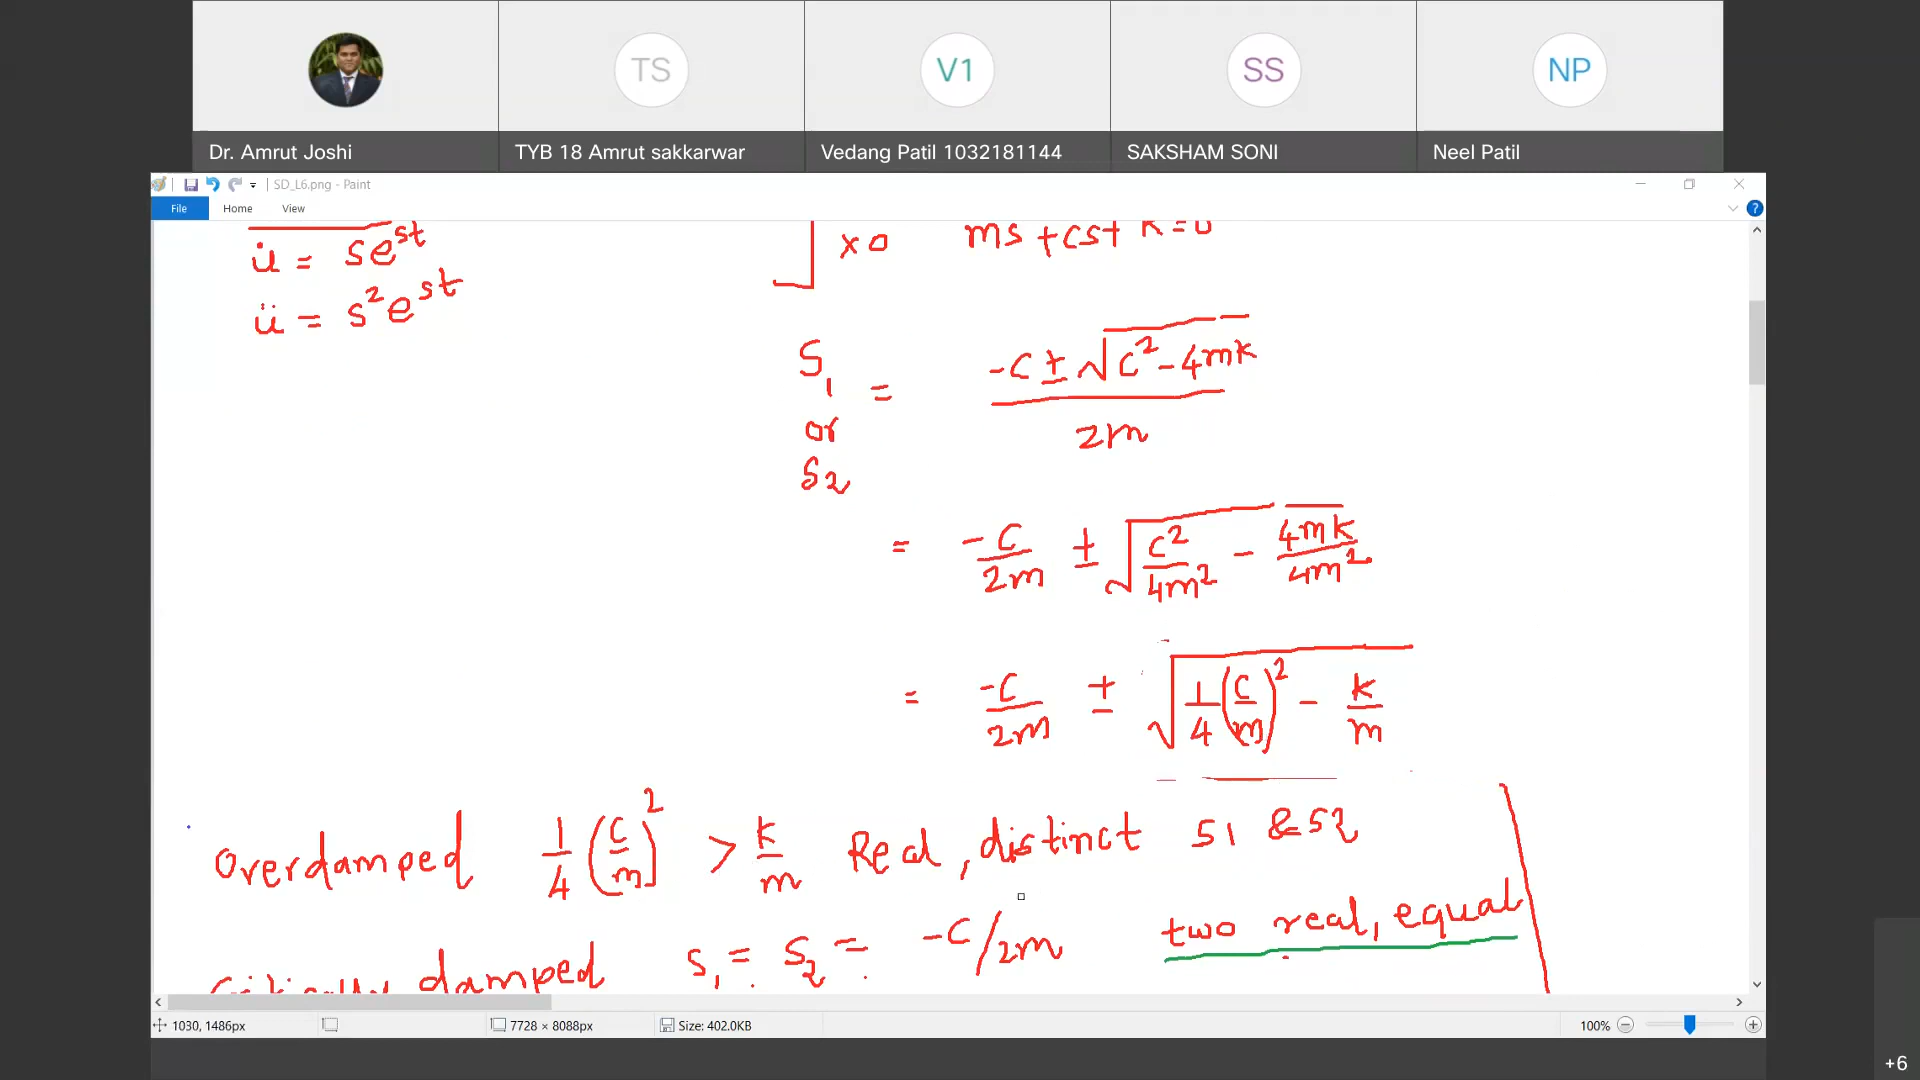 TS
V1
SS
NP
Dr. Amrut Joshi
TYB 18 Amrut sakkarwar
Vedang Patil 1032181144
SAKSHAM SONI
Neel Patil
SD_L6.png - Paint
File Home View
u̇ = se^st
ü = s²e^st
x 0 ms + cs + k = 0
S₁ or S₂ = (-c ± √(c² - 4mk)) / 2m
= -c/2m ± √(c²/4m² - 4mk/4m²)
= -c/2m ± √(1/4 (c/m)² - k/m)
Overdamped 1/4 (c/m)² > k/m Real, distinct S1 & S2
Critically damped S₁ = S₂ = -c/2m two real, equal
1030, 1486px
7728 × 8088px
Size: 402.0KB
100%
+6